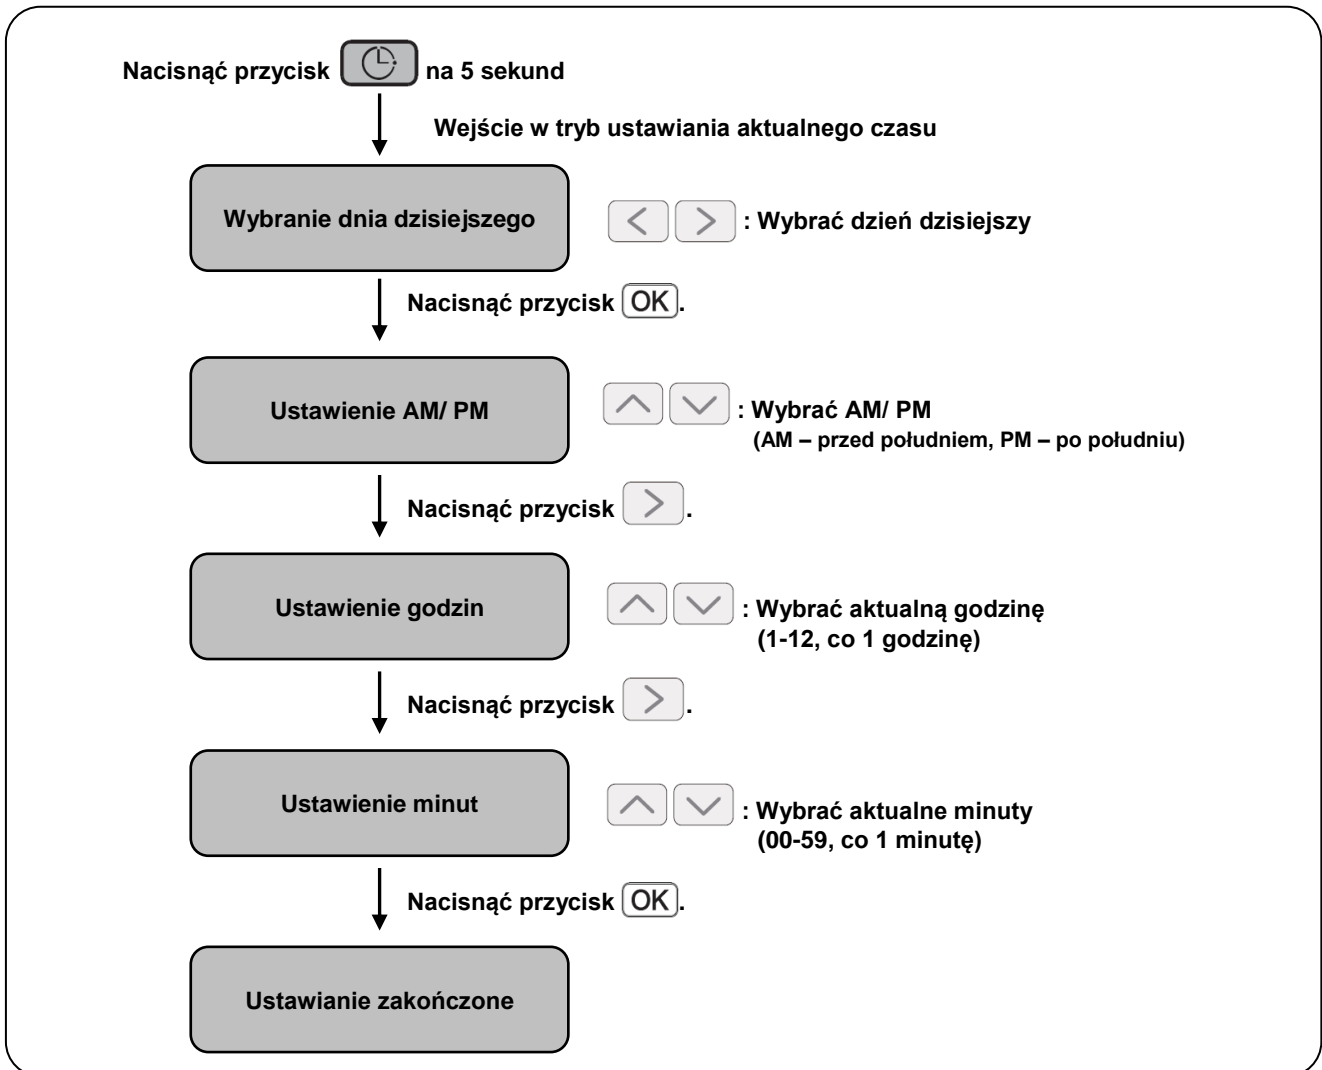 Nacisnąć przycisk na 5 sekund
Wejście w tryb ustawiania aktualnego czasu
Wybranie dnia dzisiejszego
: Wybrać dzień dzisiejszy
Nacisnąć przycisk OK.
Ustawienie AM/ PM
: Wybrać AM/ PM
(AM – przed południem, PM – po południu)
Nacisnąć przycisk >.
Ustawienie godzin
: Wybrać aktualną godzinę
(1-12, co 1 godzinę)
Nacisnąć przycisk >.
Ustawienie minut
: Wybrać aktualne minuty
(00-59, co 1 minutę)
Nacisnąć przycisk OK.
Ustawianie zakończone